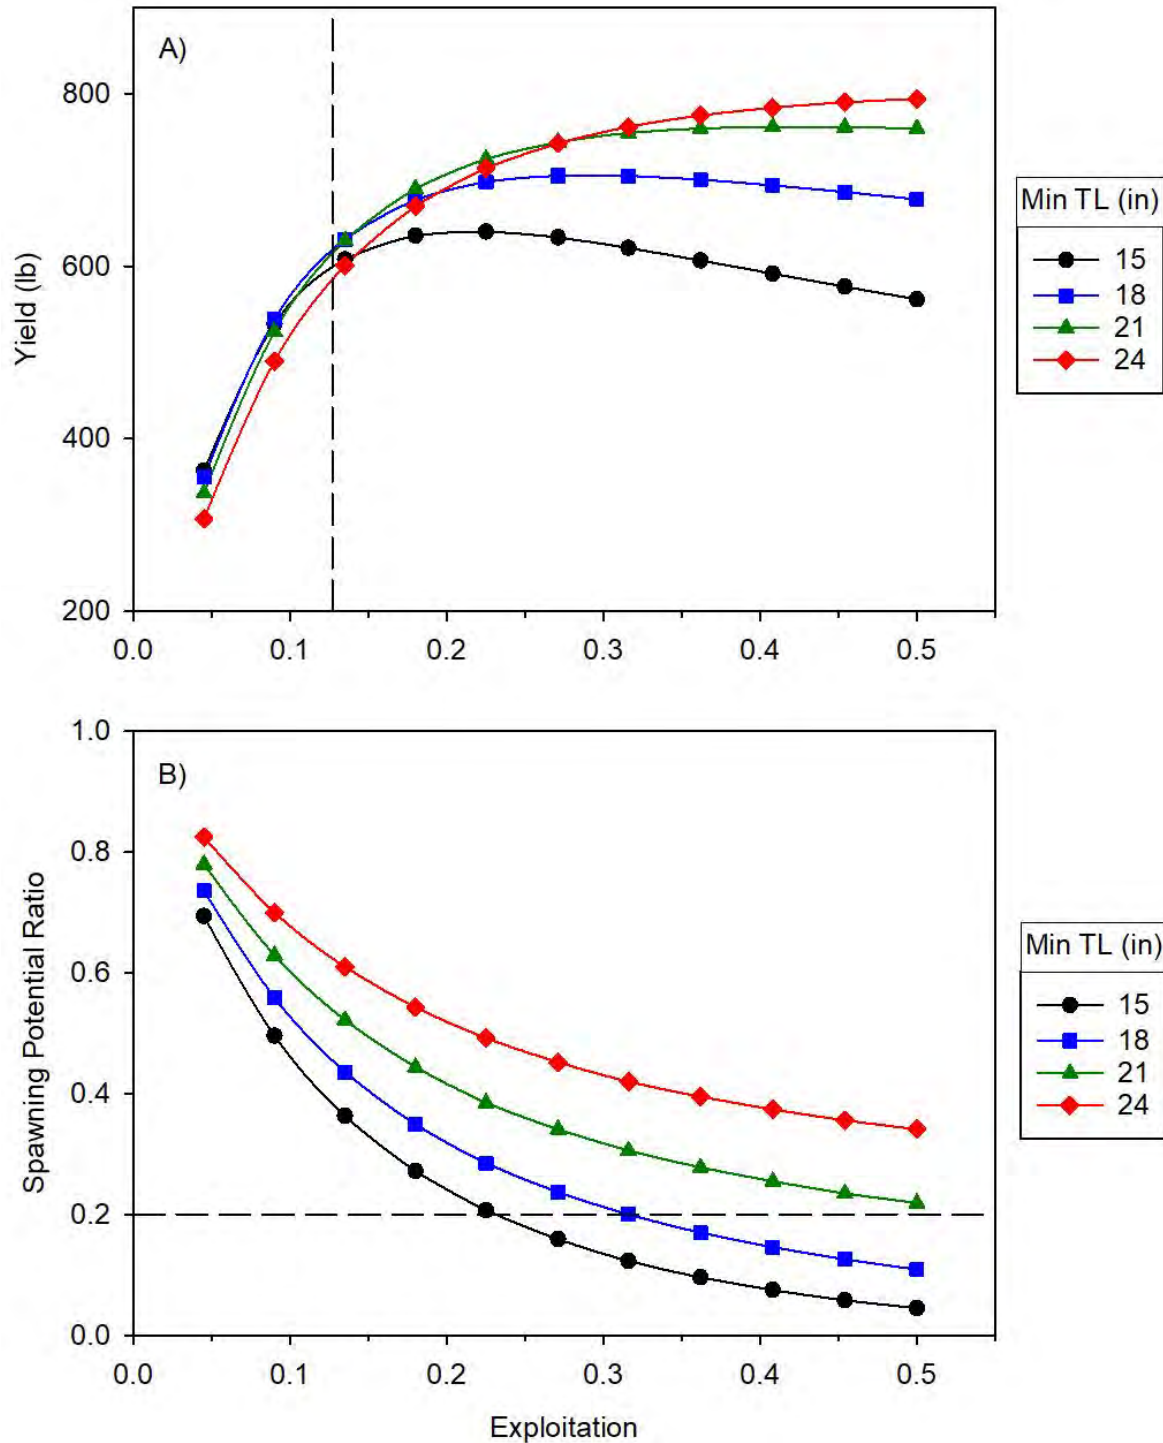 A)
800
600
400
200
Yield (lb)
0.0 0.1 0.2 0.3 0.4 0.5
Min TL (in)
15
18
21
24
B)
1.0
0.8
0.6
0.4
0.2
0.0
Spawning Potential Ratio
0.0 0.1 0.2 0.3 0.4 0.5
Exploitation
Min TL (in)
15
18
21
24